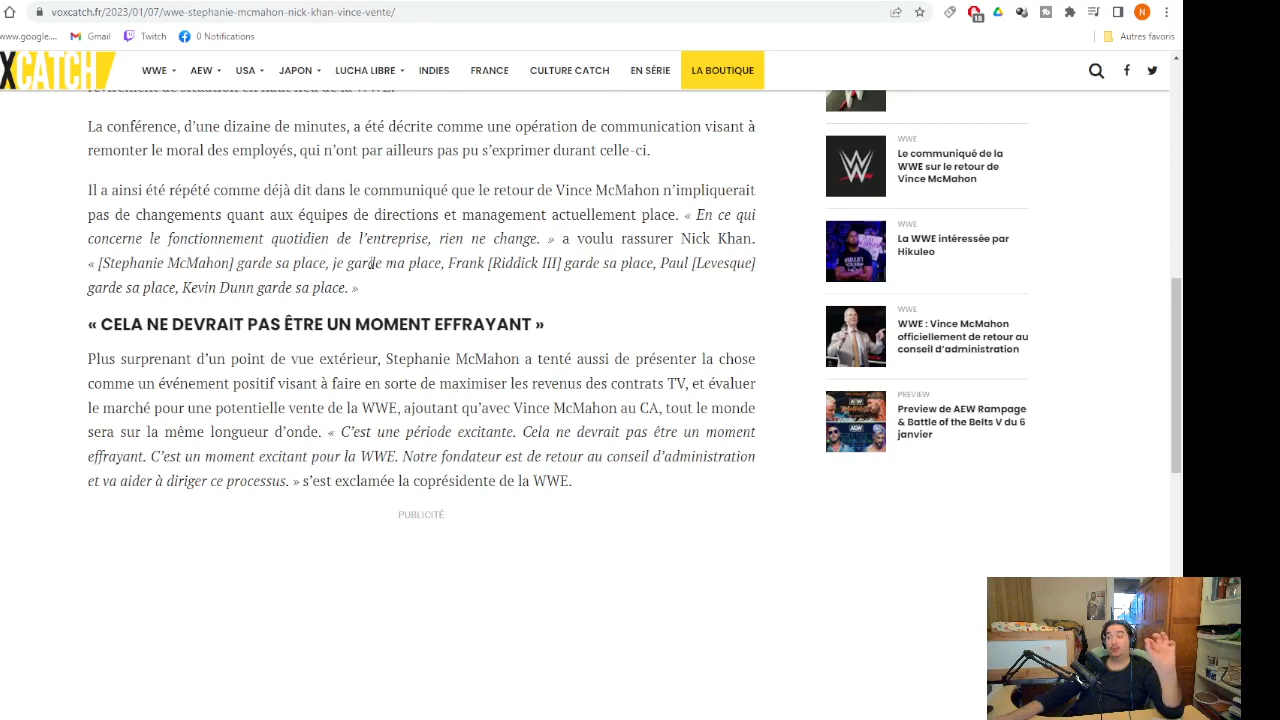 voxcatch.fr/2023/01/07/wwe-stephanie-mcmahon-nick-khan-vince-vente/
18
N
www.goog....
Gmail
Twitch
0 Notifications
Autres favoris
XCATCH
WWE
AEW
USA
JAPON
LUCHA LIBRE
INDIES
FRANCE
CULTURE CATCH
EN SÉRIE
LA BOUTIQUE
revirement de situation en haut lieu de la WWE.
La conférence, d’une dizaine de minutes, a été décrite comme une opération de communication visant à
remonter le moral des employés, qui n’ont par ailleurs pas pu s’exprimer durant celle-ci.
Il a ainsi été répété comme déjà dit dans le communiqué que le retour de Vince McMahon n’impliquerait
pas de changements quant aux équipes de directions et management actuellement place. « En ce qui
concerne le fonctionnement quotidien de l’entreprise, rien ne change. » a voulu rassurer Nick Khan.
« [Stephanie McMahon] garde sa place, je garde ma place, Frank [Riddick III] garde sa place, Paul [Levesque]
garde sa place, Kevin Dunn garde sa place. »
« CELA NE DEVRAIT PAS ÊTRE UN MOMENT EFFRAYANT »
Plus surprenant d’un point de vue extérieur, Stephanie McMahon a tenté aussi de présenter la chose
comme un événement positif visant à faire en sorte de maximiser les revenus des contrats TV, et évaluer
le marché pour une potentielle vente de la WWE, ajoutant qu’avec Vince McMahon au CA, tout le monde
sera sur la même longueur d’onde. « C’est une période excitante. Cela ne devrait pas être un moment
effrayant. C’est un moment excitant pour la WWE. Notre fondateur est de retour au conseil d’administration
et va aider à diriger ce processus. » s’est exclamée la coprésidente de la WWE.
PUBLICITÉ
WWE
Le communiqué de la
WWE sur le retour de
Vince McMahon
WWE
La WWE intéressée par
Hikuleo
WWE
WWE : Vince McMahon
officiellement de retour au
conseil d’administration
PREVIEW
Preview de AEW Rampage
& Battle of the Belts V du 6
janvier